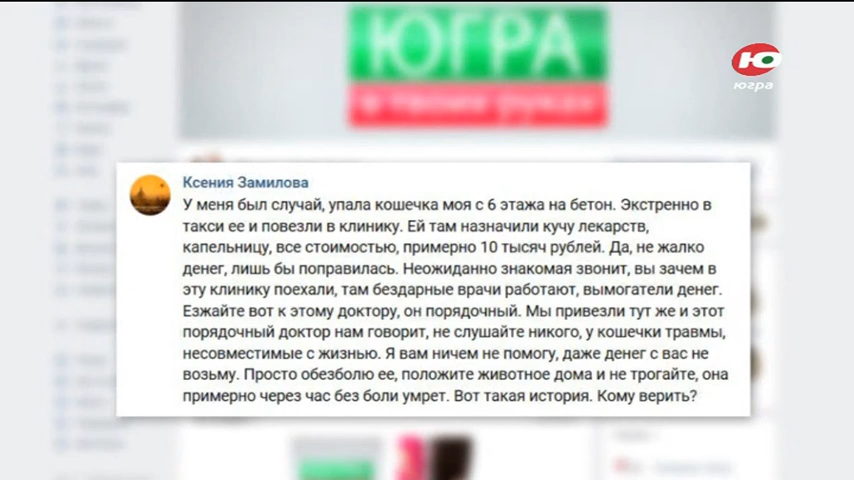 ЮГРА
в твоих руках
Ю
югра
Ксения Замилова
У меня был случай, упала кошечка моя с 6 этажа на бетон. Экстренно в
такси ее и повезли в клинику. Ей там назначили кучу лекарств,
капельницу, все стоимостью, примерно 10 тысяч рублей. Да, не жалко
денег, лишь бы поправилась. Неожиданно знакомая звонит, вы зачем в
эту клинику поехали, там бездарные врачи работают, вымогатели денег.
Езжайте вот к этому доктору, он порядочный. Мы привезли тут же и этот
порядочный доктор нам говорит, не слушайте никого, у кошечки травмы,
несовместимые с жизнью. Я вам ничем не помогу, даже денег с вас не
возьму. Просто обезболю ее, положите животное дома и не трогайте, она
примерно через час без боли умрет. Вот такая история. Кому верить?